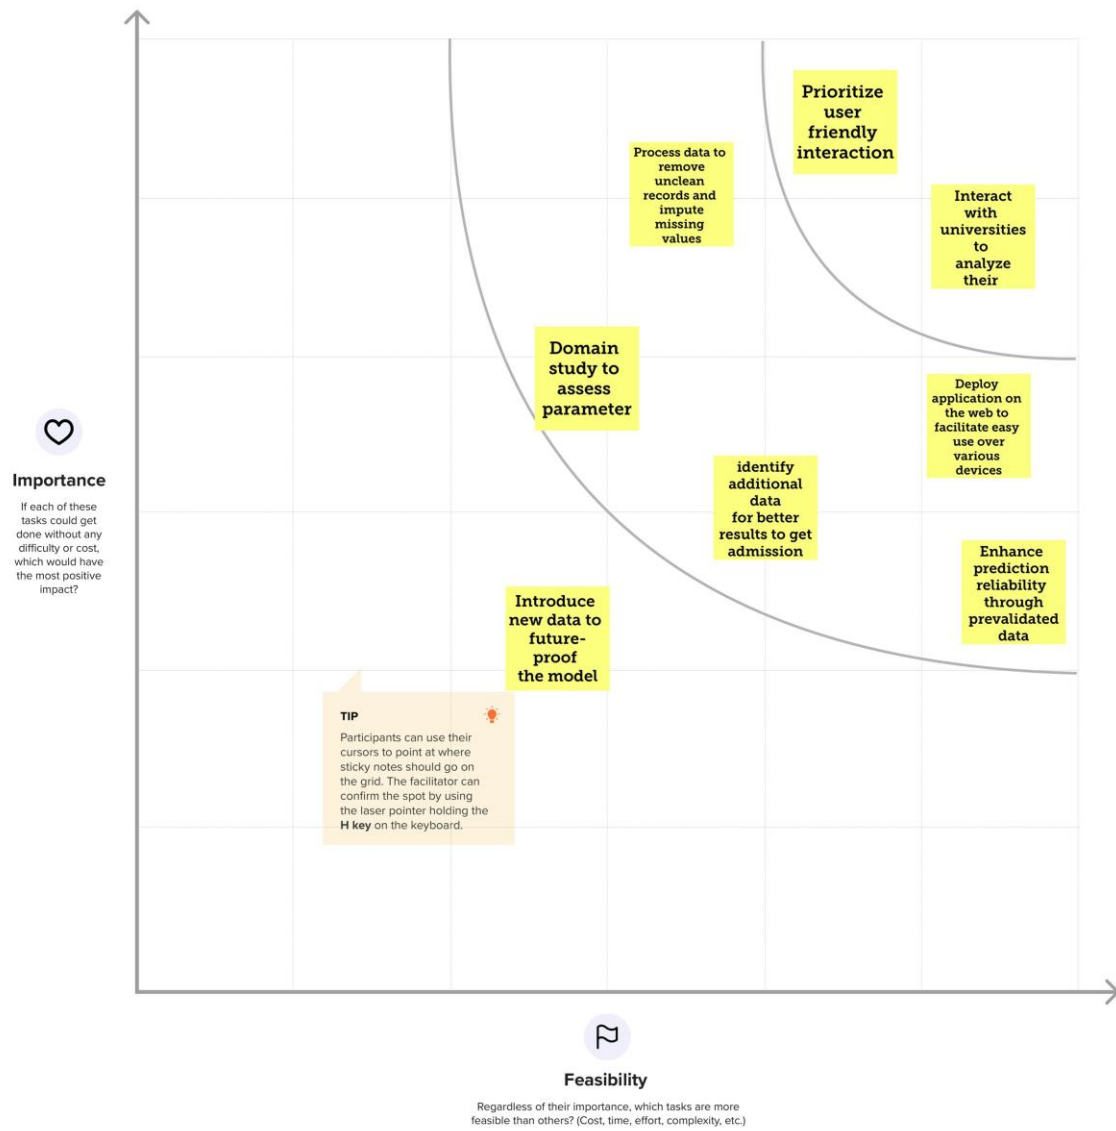 Prioritize
user
friendly
interaction
Process data to
remove
unclean
records and
impute
missing
values
Interact
with
universities
to
analyze
their
Domain
study to
assess
parameter
Deploy
application on
the web to
facilitate easy
use over
various
devices
identify
additional
data
for better
results to get
admission
Enhance
prediction
reliability
through
prevalidated
data
Introduce
new data to
future-
proof
the model
Importance
If each of these
tasks could get
done without any
difficulty or cost,
which would have
the most positive
impact?
TIP
Participants can use their
cursors to point at where
sticky notes should go on
the grid. The facilitator can
confirm the spot by using
the laser pointer holding the
H key on the keyboard.
Feasibility
Regardless of their importance, which tasks are more
feasible than others? (Cost, time, effort, complexity, etc.)